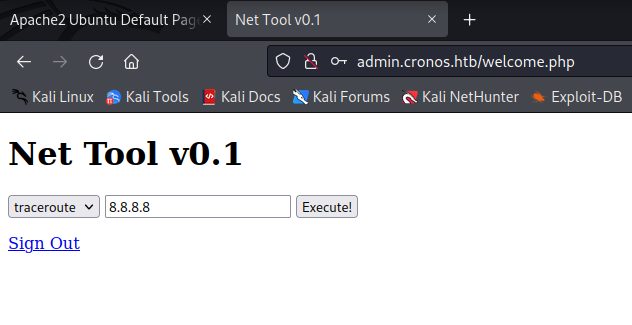 Apache2 Ubuntu Default Pag
Net Tool v0.1
admin.cronos.htb/welcome.php
Kali Linux Kali Tools Kali Docs Kali Forums Kali NetHunter Exploit-DB
Net Tool v0.1
traceroute 8.8.8.8 Execute!
Sign Out